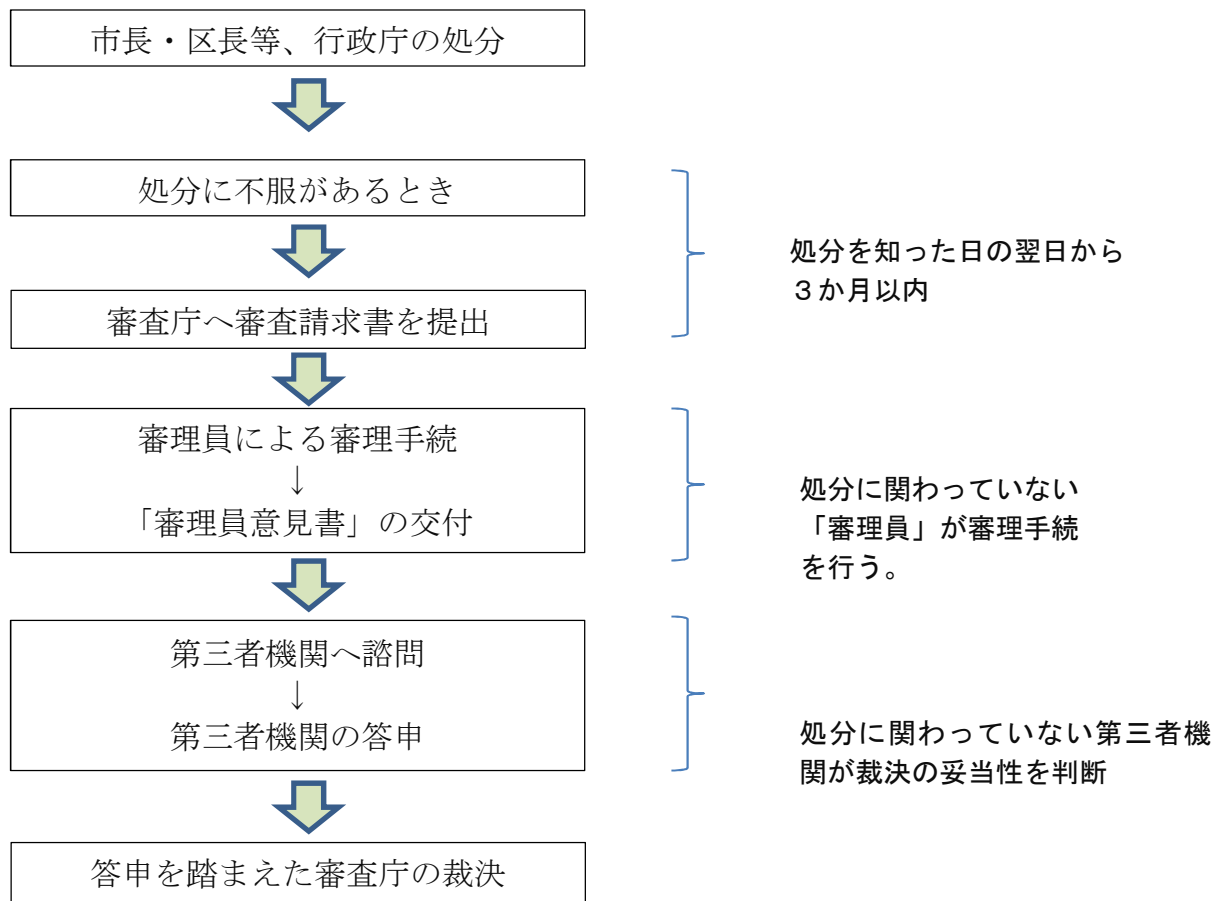 市長・区長等、行政庁の処分
処分に不服があるとき
審査庁へ審査請求書を提出
処分を知った日の翌日から
３か月以内
審理員による審理手続
↓
「審理員意見書」の交付
処分に関わっていない
「審理員」が審理手続
を行う。
第三者機関へ諮問
↓
第三者機関の答申
処分に関わっていない第三者機
関が裁決の妥当性を判断
答申を踏まえた審査庁の裁決